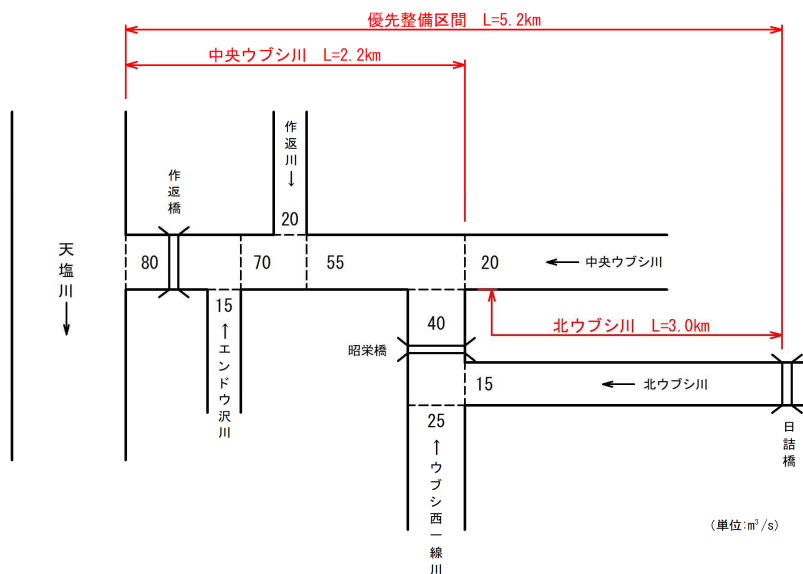 優先整備区間 L=5.2km
中央ウブシ川 L=2.2km
作返川→
作返橋
20
天塩川→
80
70
55
20
←中央ウブシ川
15
←エンドウ沢川
40
北ウブシ川 L=3.0km
昭栄橋
15
←北ウブシ川
25
←ウブシ西一線川
日詰橋
(単位:m³/s)